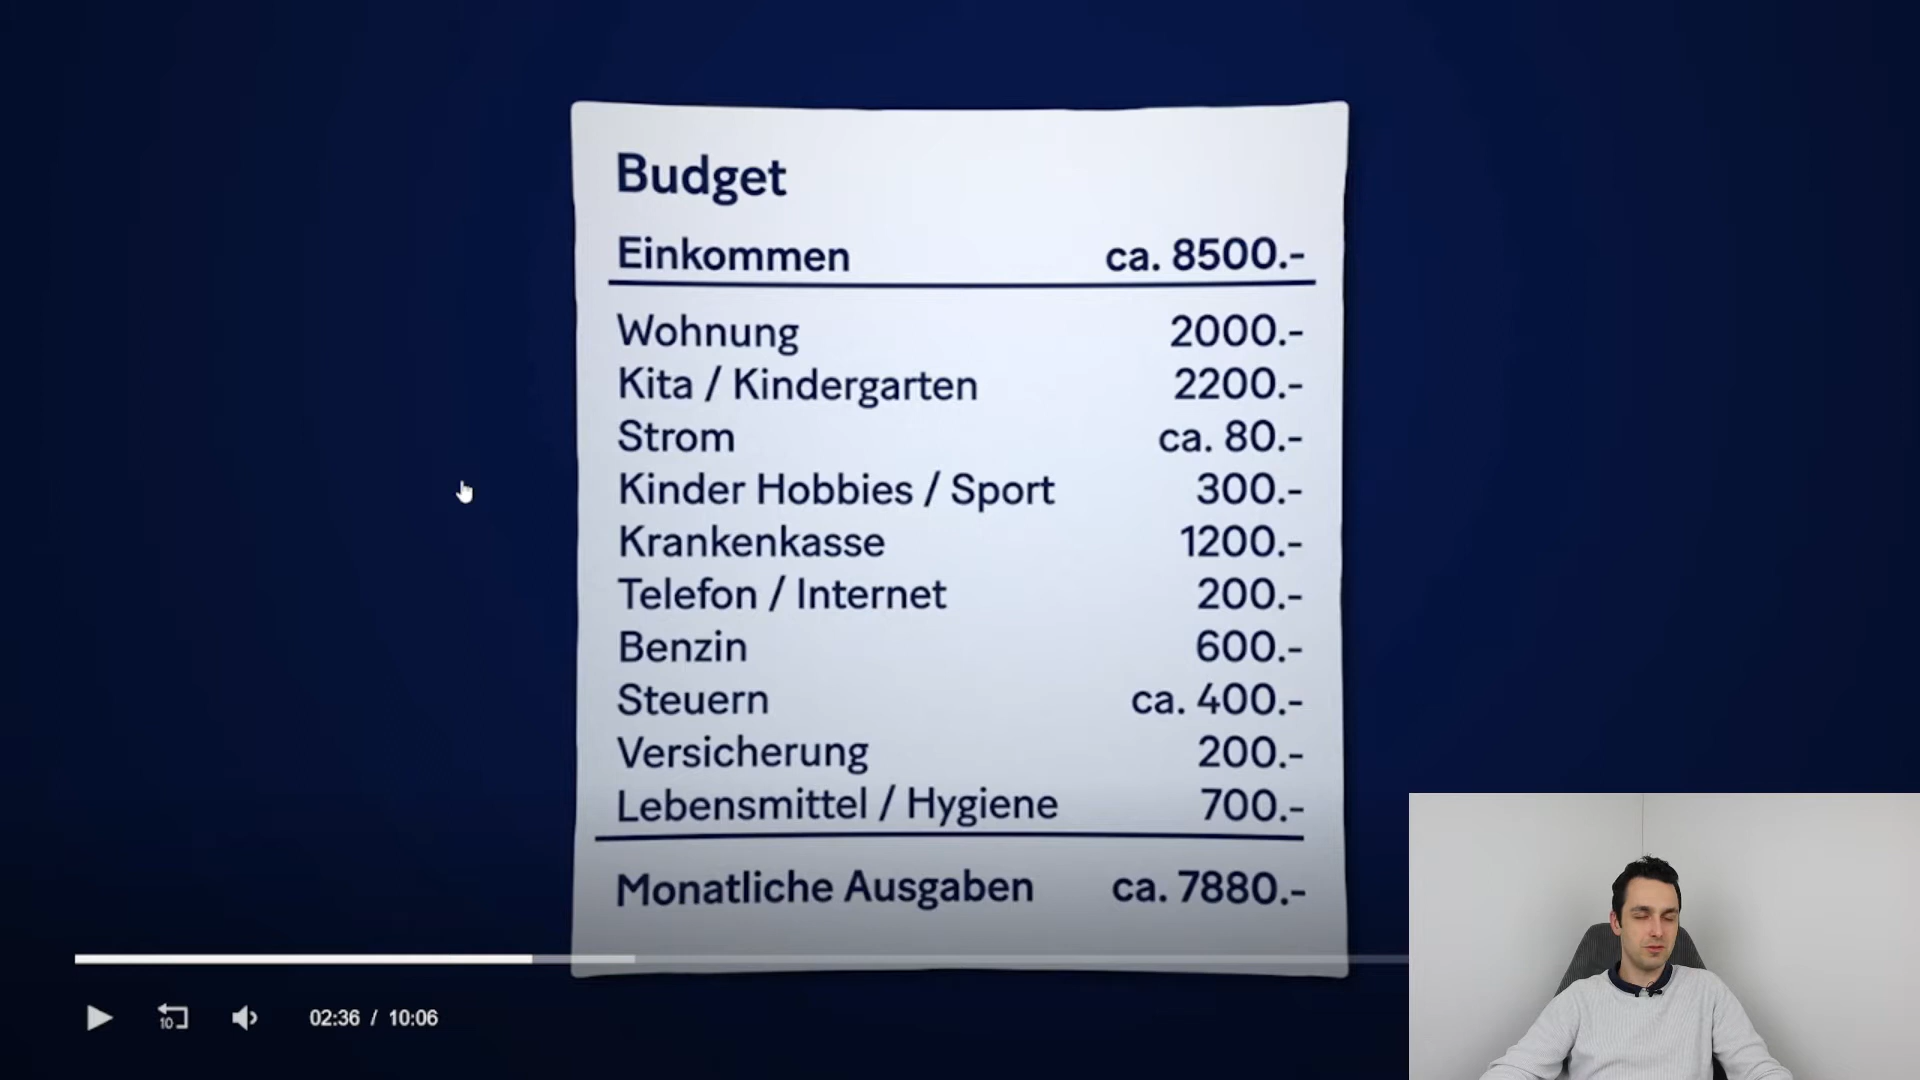 Budget
Einkommen ca. 8500.-
Wohnung 2000.-
Kita / Kindergarten 2200.-
Strom ca. 80.-
Kinder Hobbies / Sport 300.-
Krankenkasse 1200.-
Telefon / Internet 200.-
Benzin 600.-
Steuern ca. 400.-
Versicherung 200.-
Lebensmittel / Hygiene 700.-
Monatliche Ausgaben ca. 7880.-
10 02:36 / 10:06